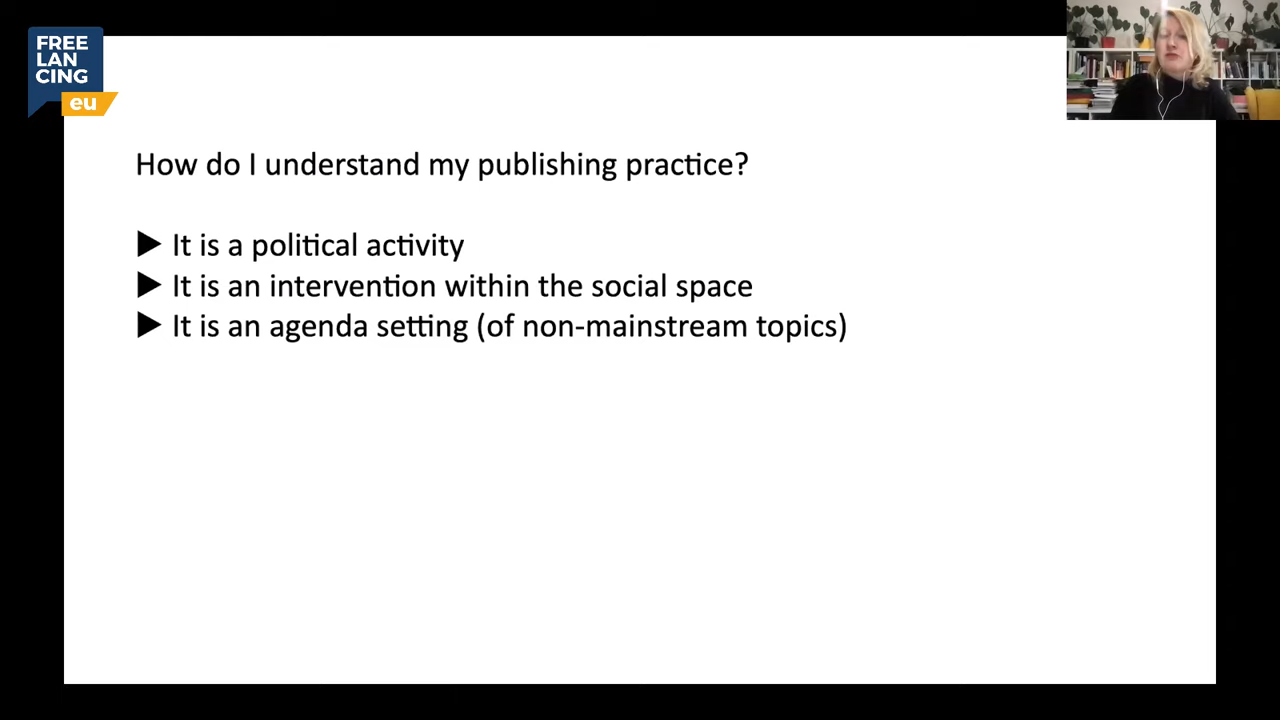 FREE
LAN
CING
eu
How do I understand my publishing practice?
▶ It is a political activity
▶ It is an intervention within the social space
▶ It is an agenda setting (of non-mainstream topics)